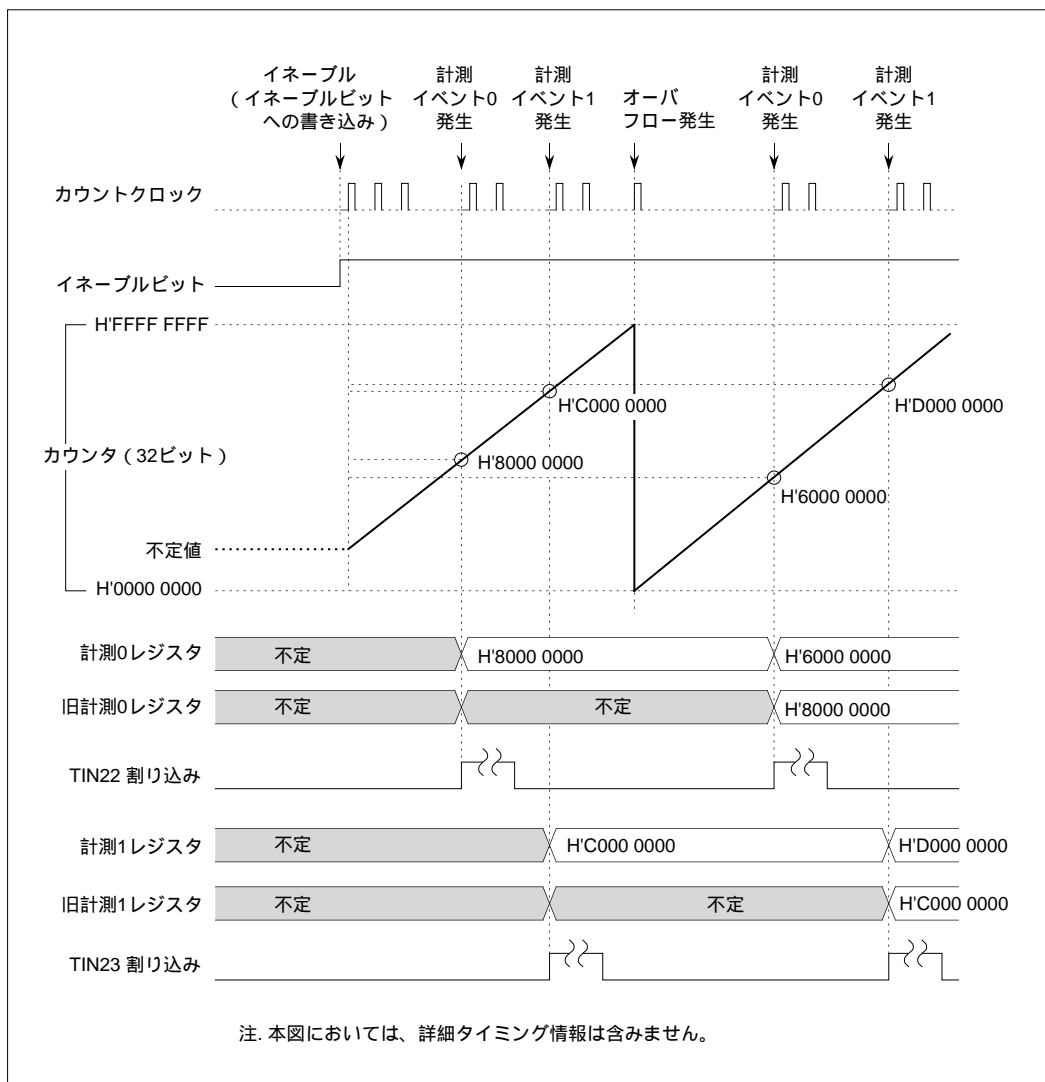 イネーブル
(イネーブルビット
への書き込み)
計測
イベント0
発生
計測
イベント1
発生
オーバ
フロー発生
計測
イベント0
発生
計測
イベント1
発生
カウントクロック
イネーブルビット
H'FFFF FFFF
H'C000 0000
H'D000 0000
カウンタ(32ビット)
H'8000 0000
H'6000 0000
不定値
H'0000 0000
計測0レジスタ 不定 H'8000 0000 H'6000 0000
旧計測0レジスタ 不定 不定 H'8000 0000
TIN22 割り込み
計測1レジスタ 不定 H'C000 0000 H'D000 0000
旧計測1レジスタ 不定 不定 H'C000 0000
TIN23 割り込み
注. 本図においては、詳細タイミング情報は含みません。